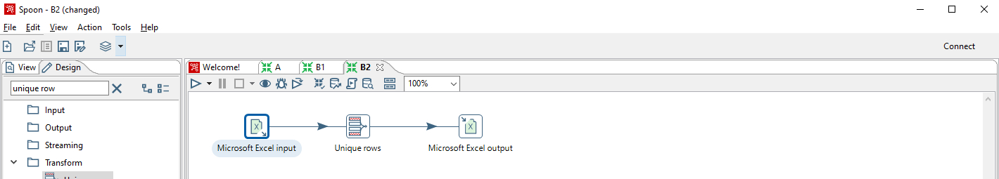 Spoon - B2 (changed)
File Edit View Action Tools Help
Connect
View Design
Welcome! A B1 B2
unique row
100%
Input
Output
Streaming
Transform
Microsoft Excel input Unique rows Microsoft Excel output